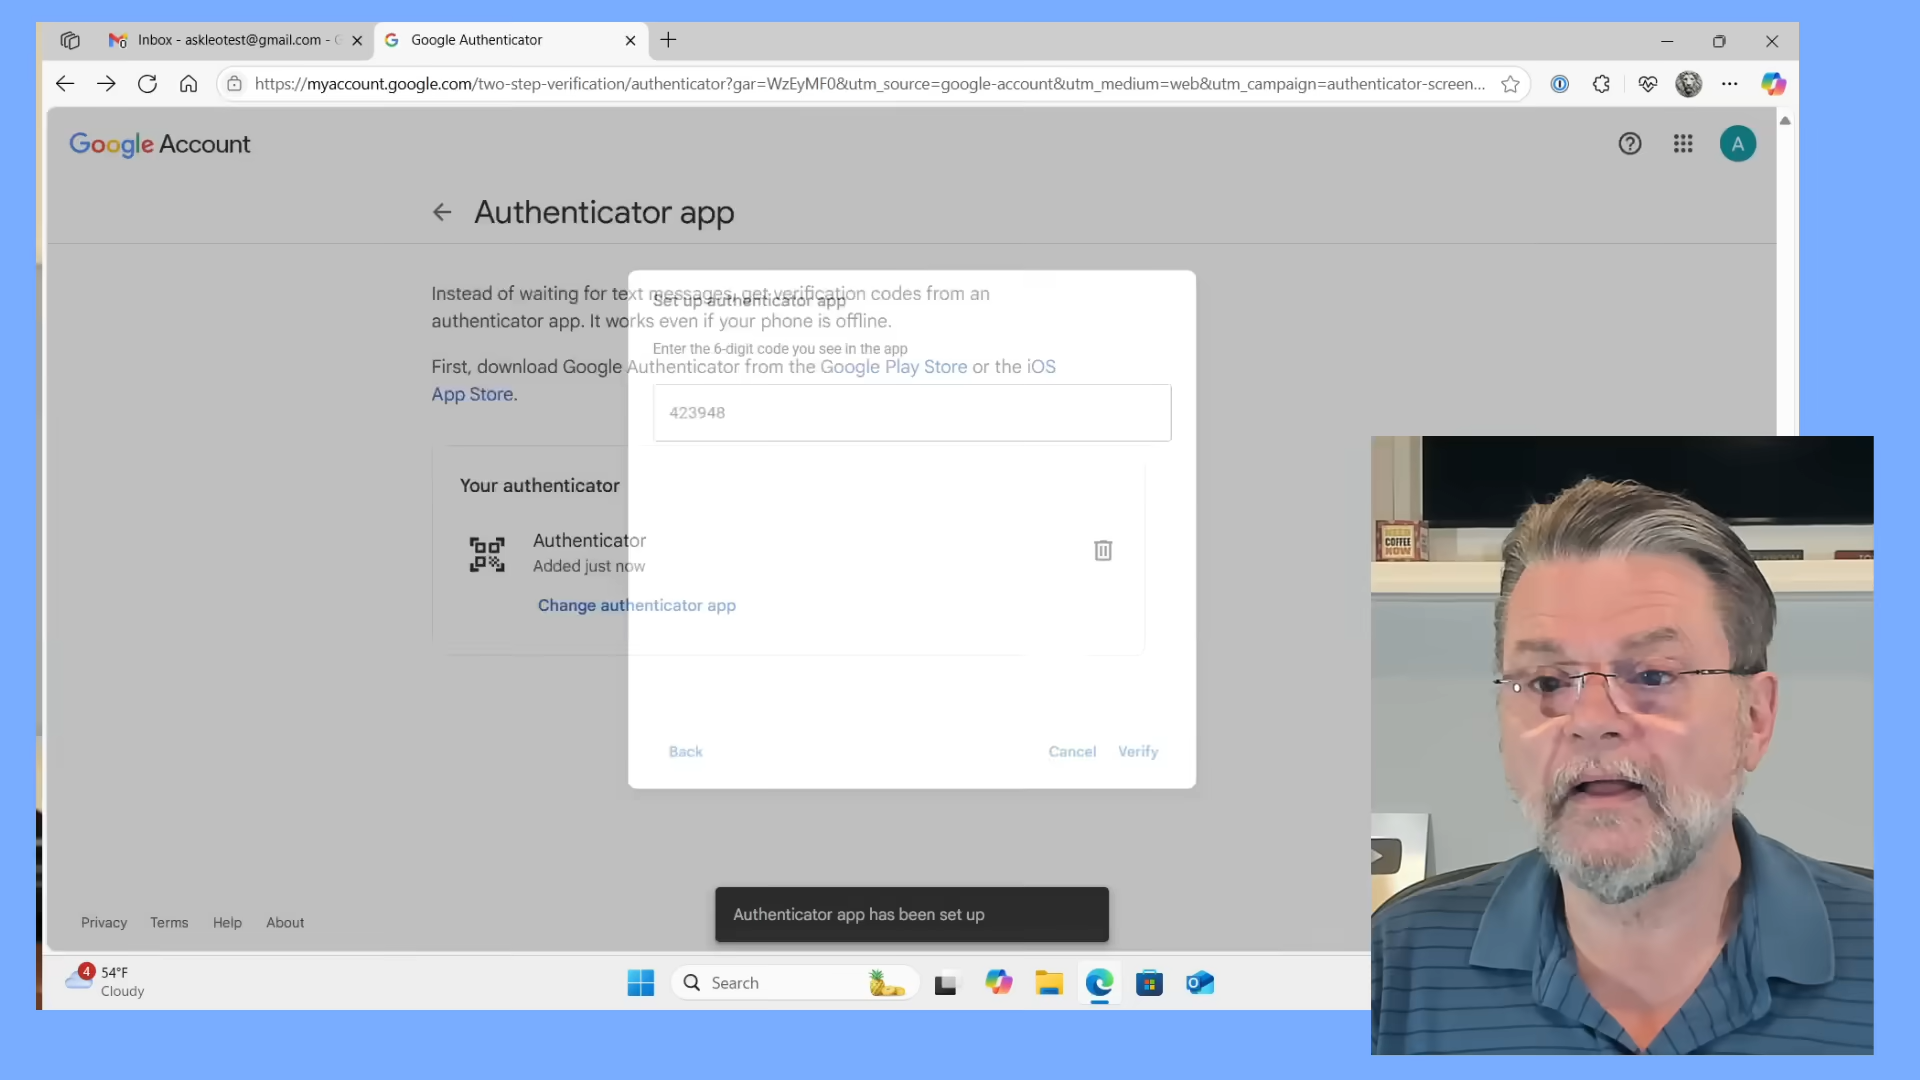 Inbox - askleotest@gmail.com - G
Google Authenticator
https://myaccount.google.com/two-step-verification/authenticator?gar=WzEyMF0&utm_source=google-account&utm_medium=web&utm_campaign=authenticator-screen...
Google Account
A
Authenticator app
Instead of waiting for text messages, get verification codes from an
authenticator app. It works even if your phone is offline.
First, download Google Authenticator from the Google Play Store or the iOS
App Store.
Set up authenticator app
Enter the 6-digit code you see in the app
423948
Your authenticator
Authenticator
Added just now
Change authenticator app
Back
Cancel
Verify
NEED
COFFEE
NOW
Authenticator app has been set up
Privacy
Terms
Help
About
4
54°F
Cloudy
Search